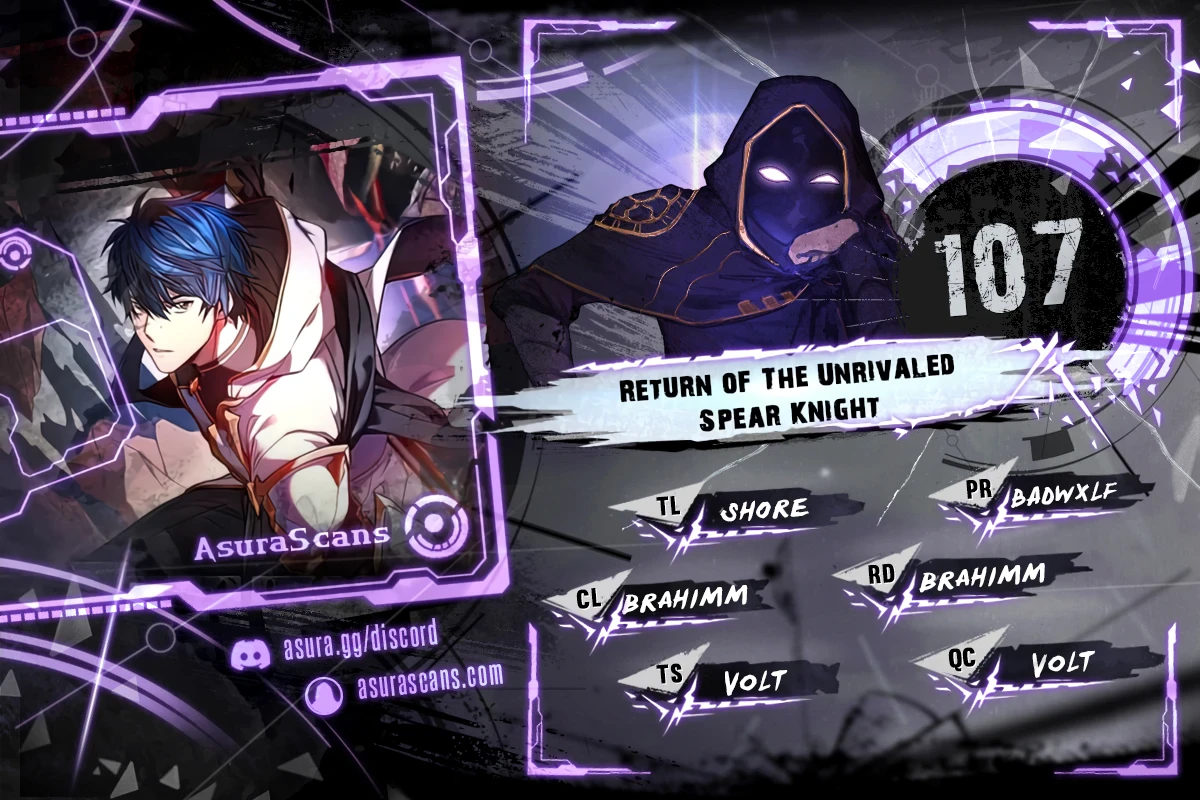 107
RETURN OF THE UNRIVALED
SPEAR KNIGHT
TL SHORE
PR BADWXLF
CL BRAHIMM
RD BRAHIMM
TS VOLT
QC VOLT
AsuraScans
asura.gg/discord
asurascans.com